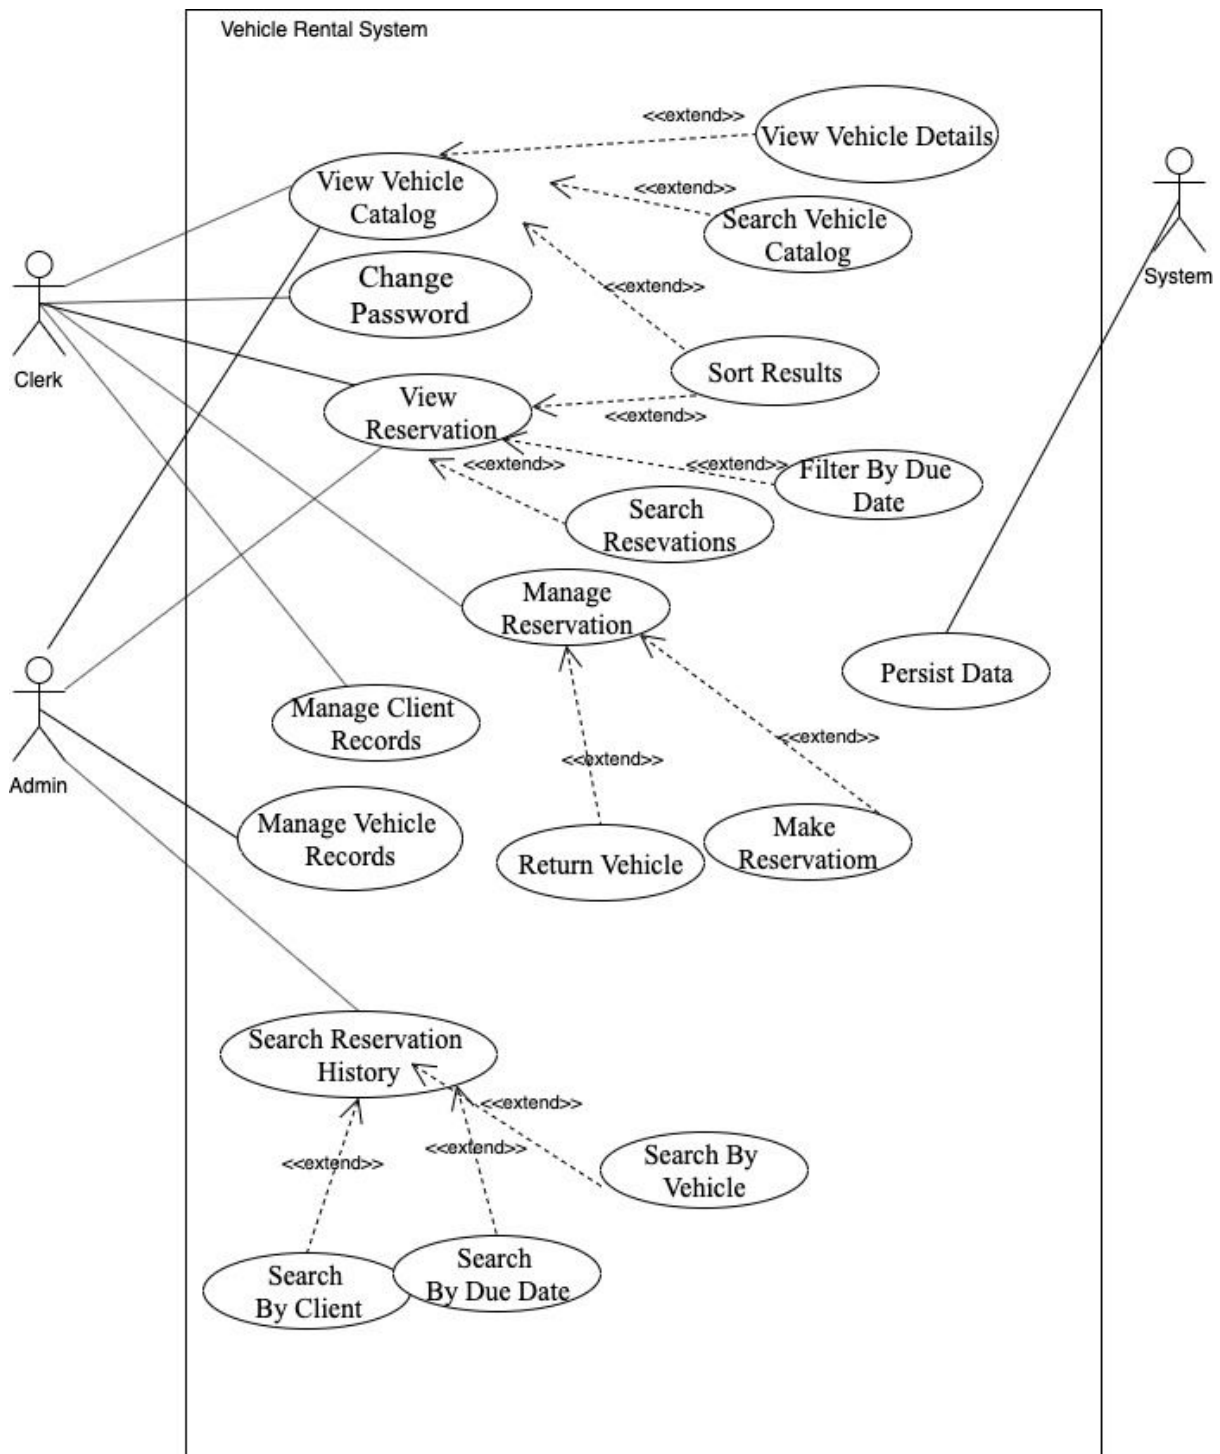 Vehicle Rental System
<<extend>>
View Vehicle Details
View Vehicle
Catalog
<<extend>>
Search Vehicle
Catalog
System
Change
Password
<<extend>>
Clerk
Sort Results
View
Reservation
<<extend>>
<<extend>>
<<extend>>
Filter By Due
Date
Search
Resevations
Manage
Reservation
Persist Data
Manage Client
Records
<<extend>>
<<extend>>
Admin
Manage Vehicle
Records
Return Vehicle
Make
Reservatiom
Search Reservation
History
<<extend>>
<<extend>>
<<extend>>
Search By
Vehicle
Search
By Client
Search
By Due Date